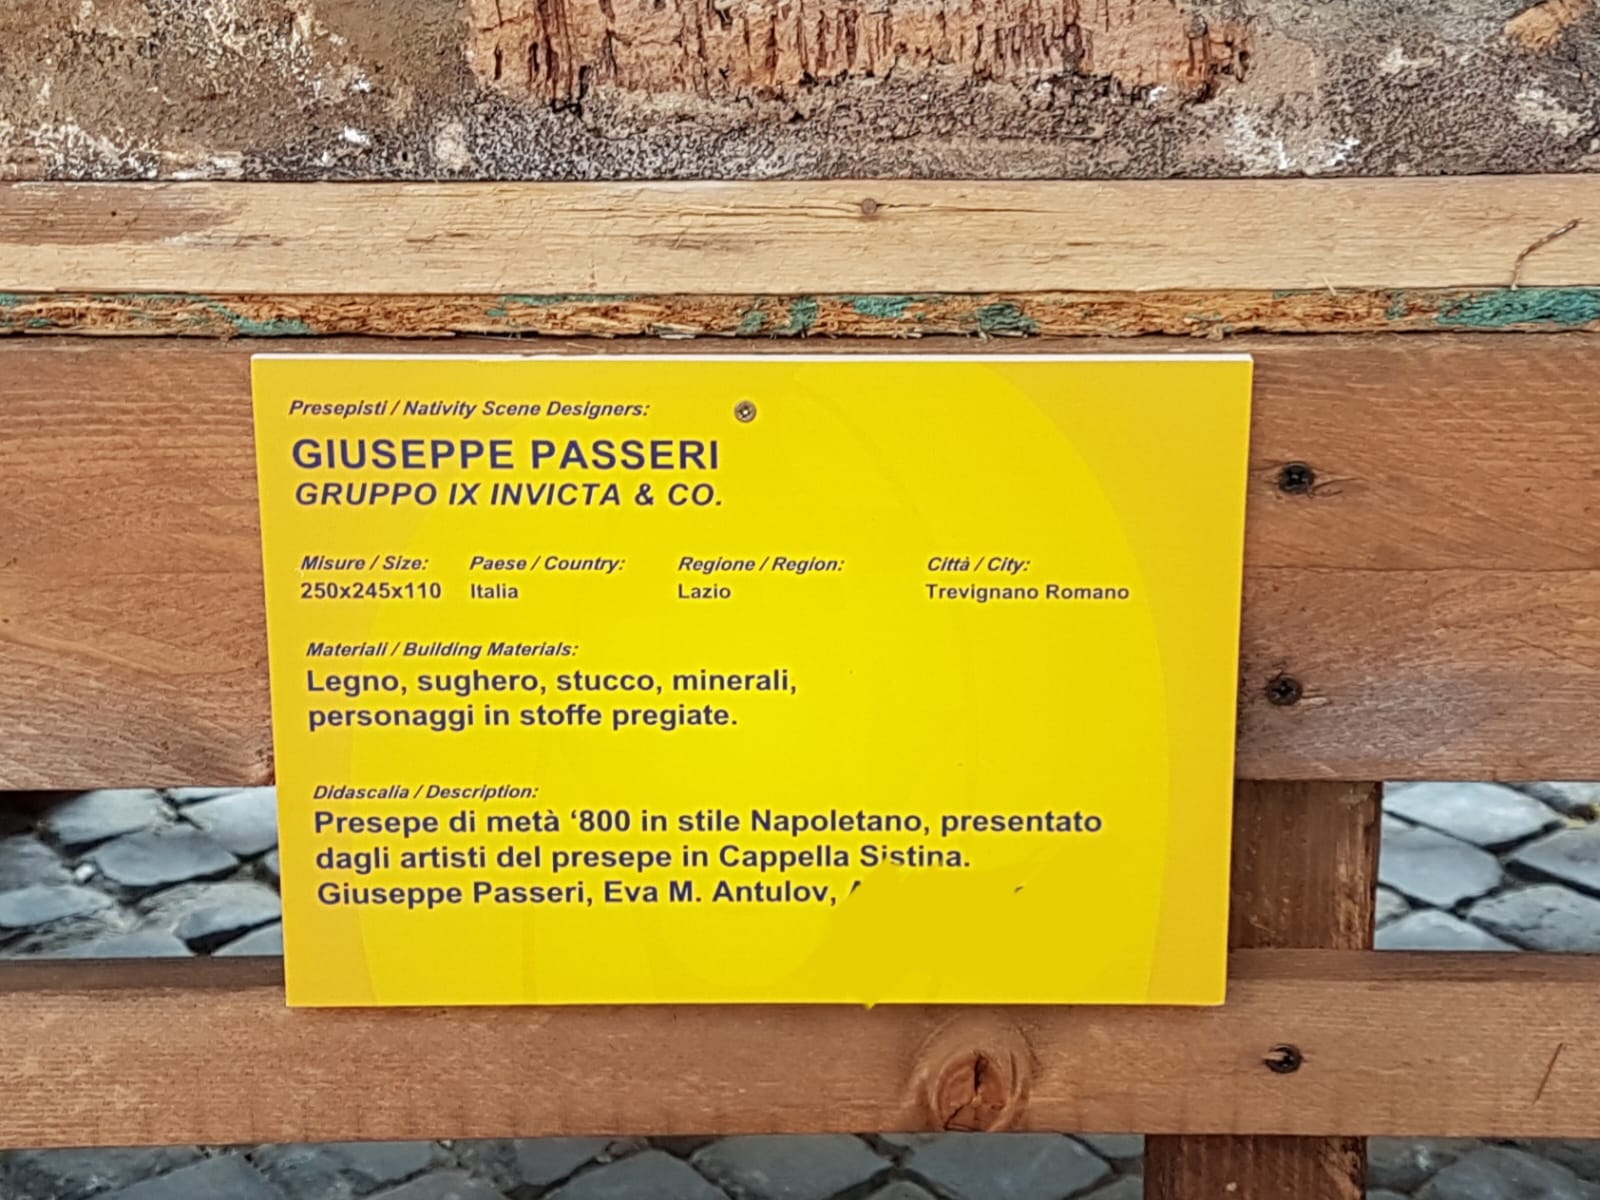 Presepisti / Nativity Scene Designers:
GIUSEPPE PASSERI
GRUPPO IX INVICTA & CO.
Misure / Size: Paese / Country: Regione / Region: Città / City:
250x245x110 Italia Lazio Trevignano Romano
Materiali / Building Materials:
Legno, sughero, stucco, minerali,
personaggi in stoffe pregiate.
Didascalia / Description:
Presepe di metà ‘800 in stile Napoletano, presentato
dagli artisti del presepe in Cappella Sistina.
Giuseppe Passeri, Eva M. Antulov,